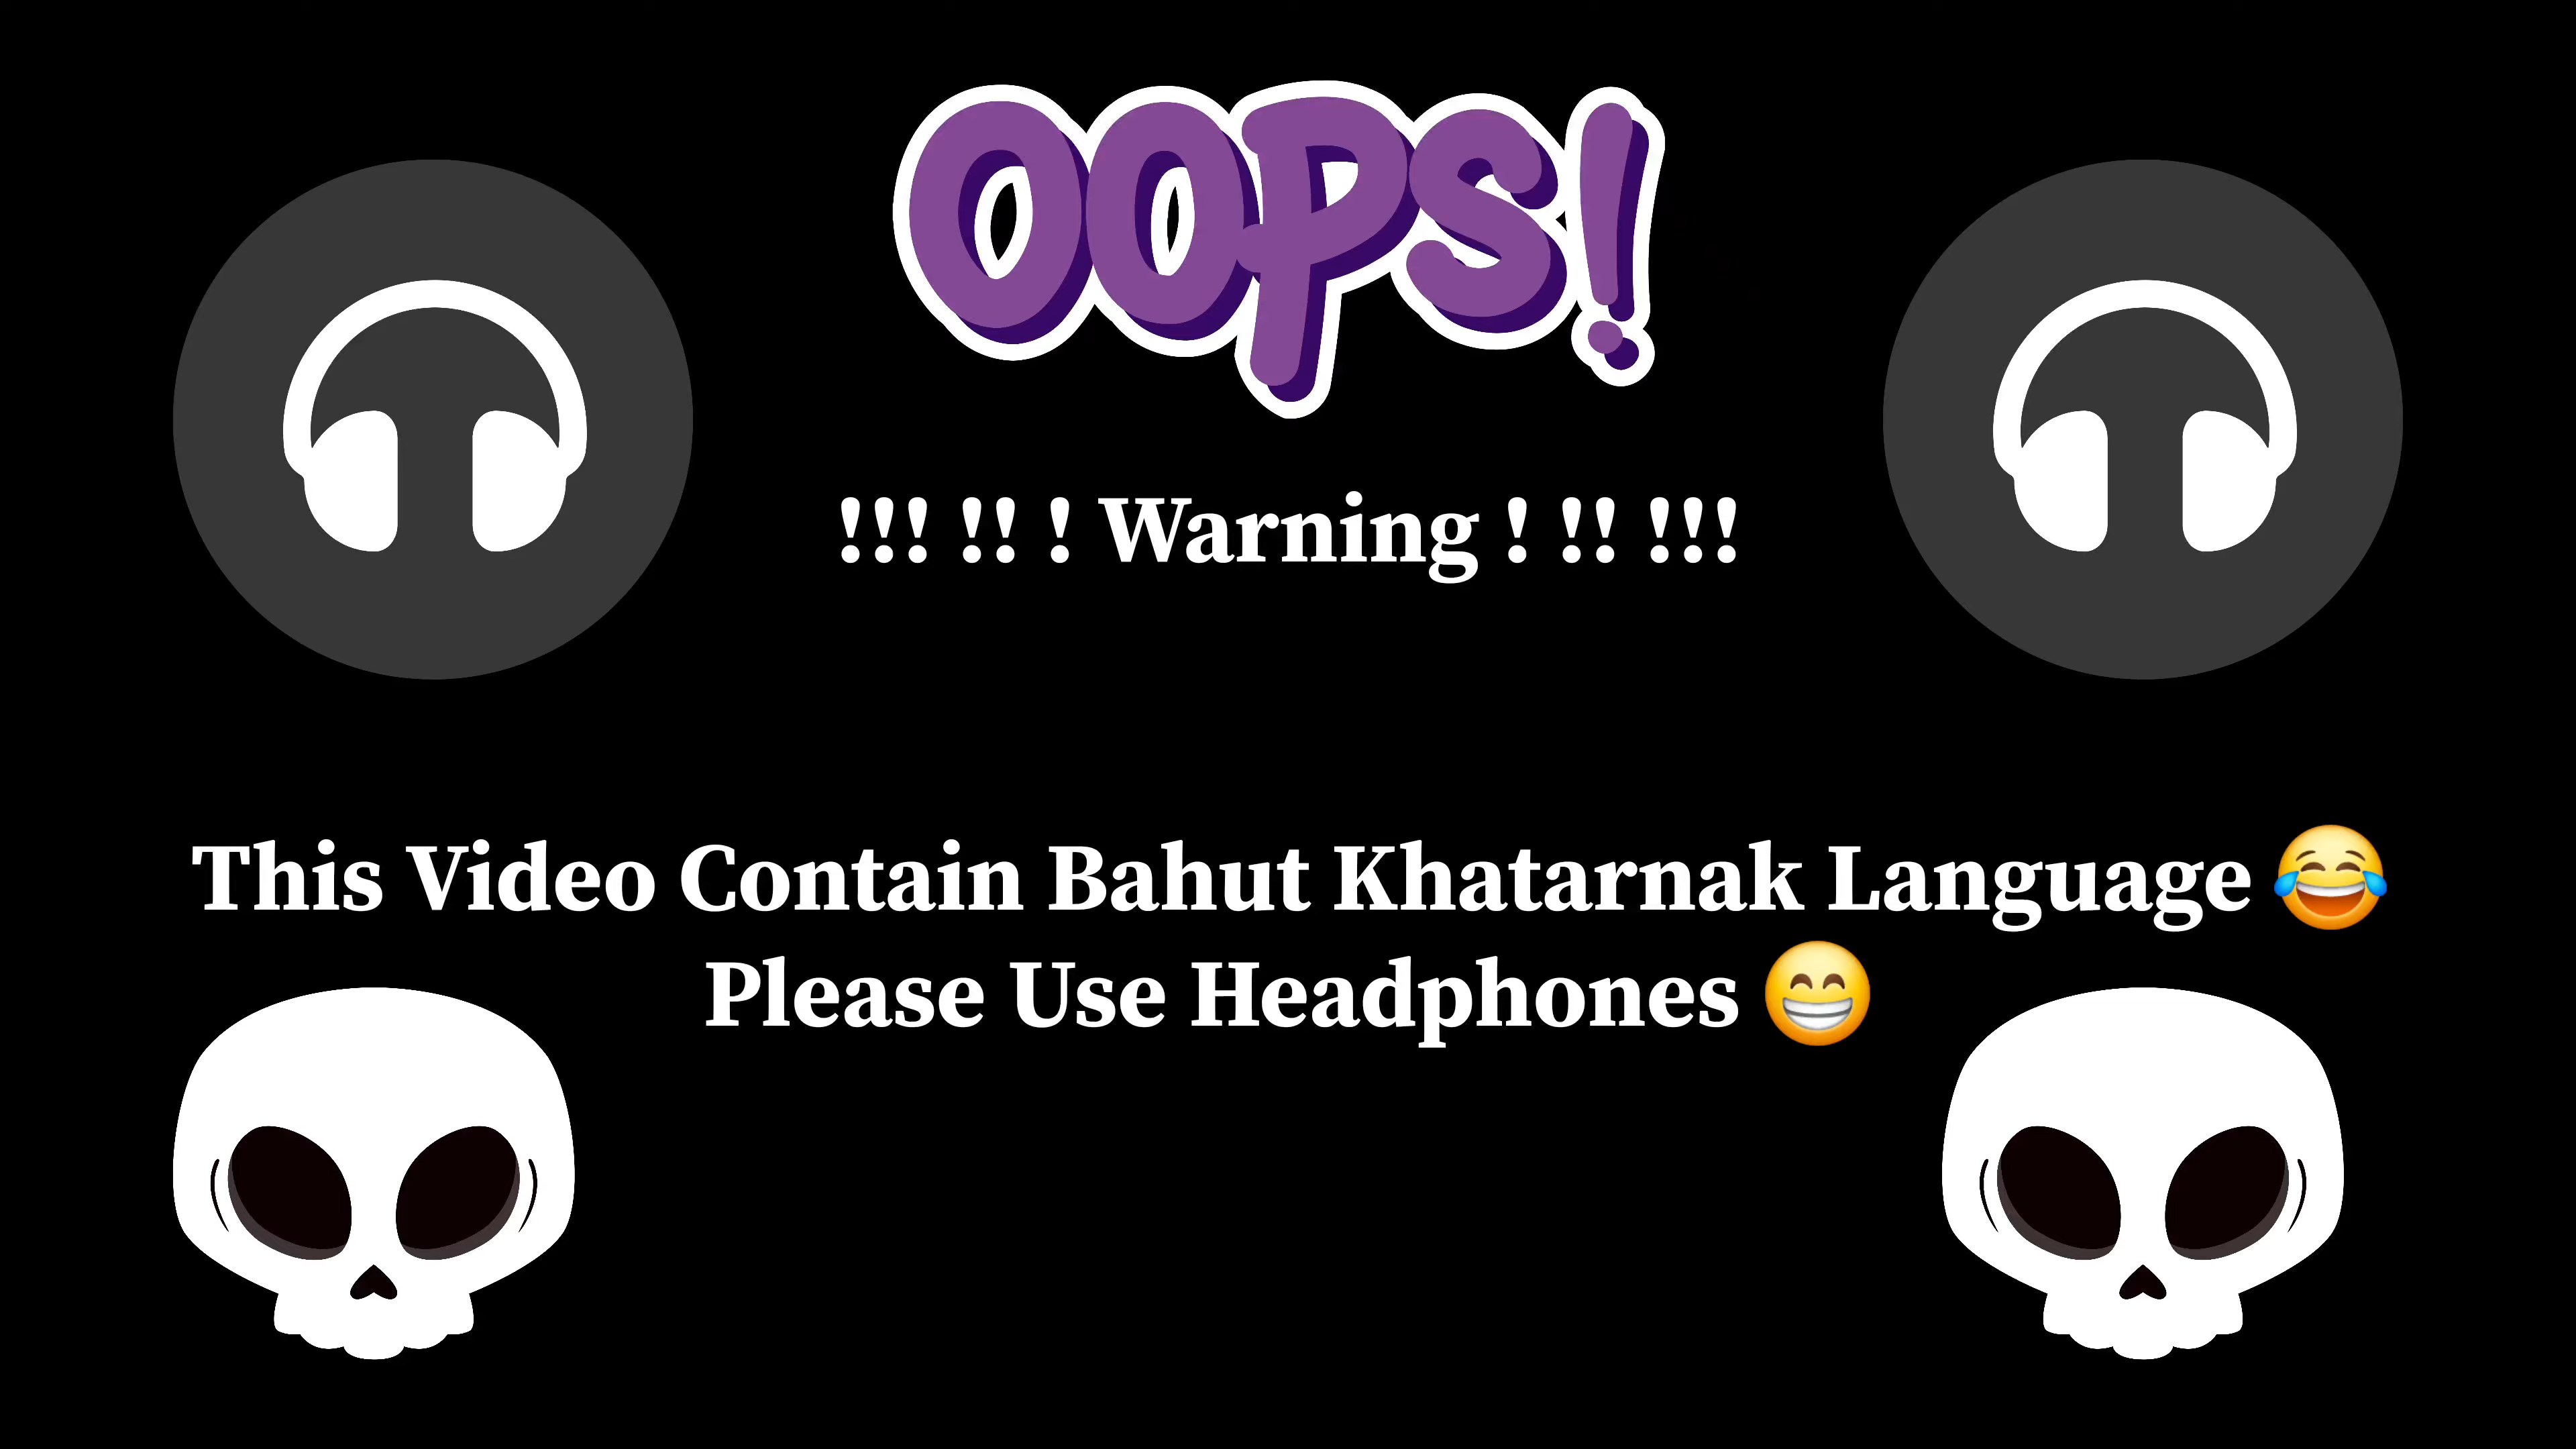 OOPS!
!!! !! ! Warning ! !! !!!
This Video Contain Bahut Khatarnak Language 😂
Please Use Headphones 😁